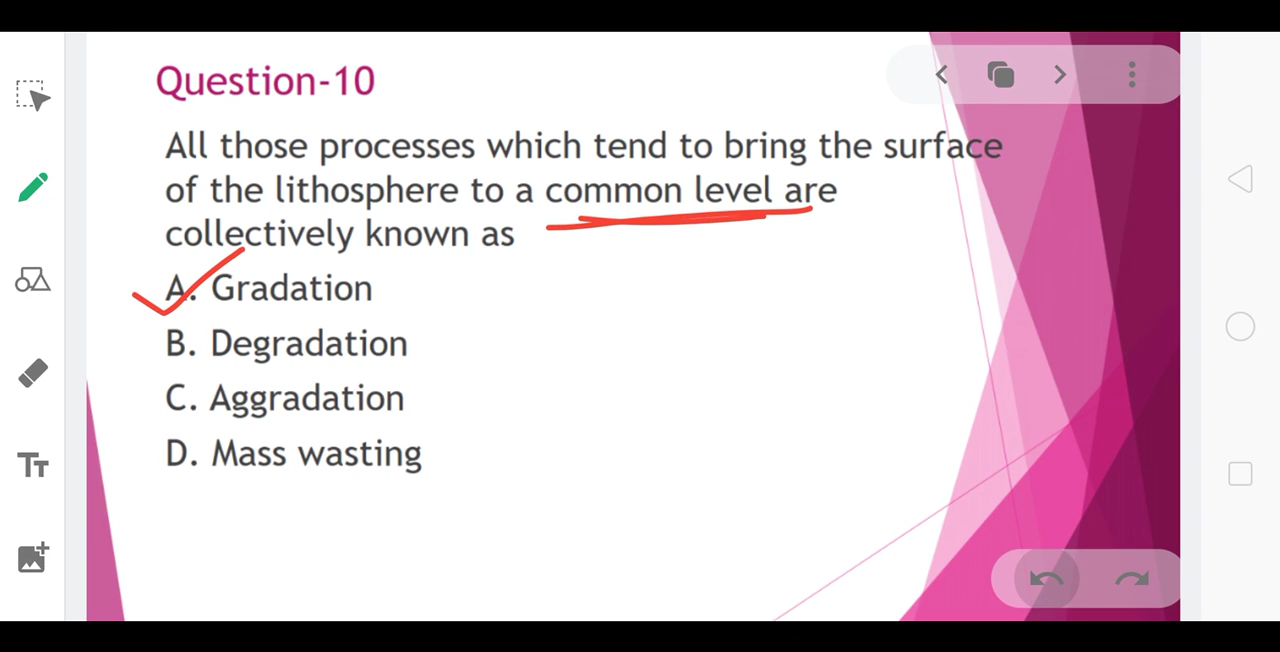 Question-10
All those processes which tend to bring the surface
of the lithosphere to a common level are
collectively known as
A. Gradation
B. Degradation
C. Aggradation
D. Mass wasting
TT